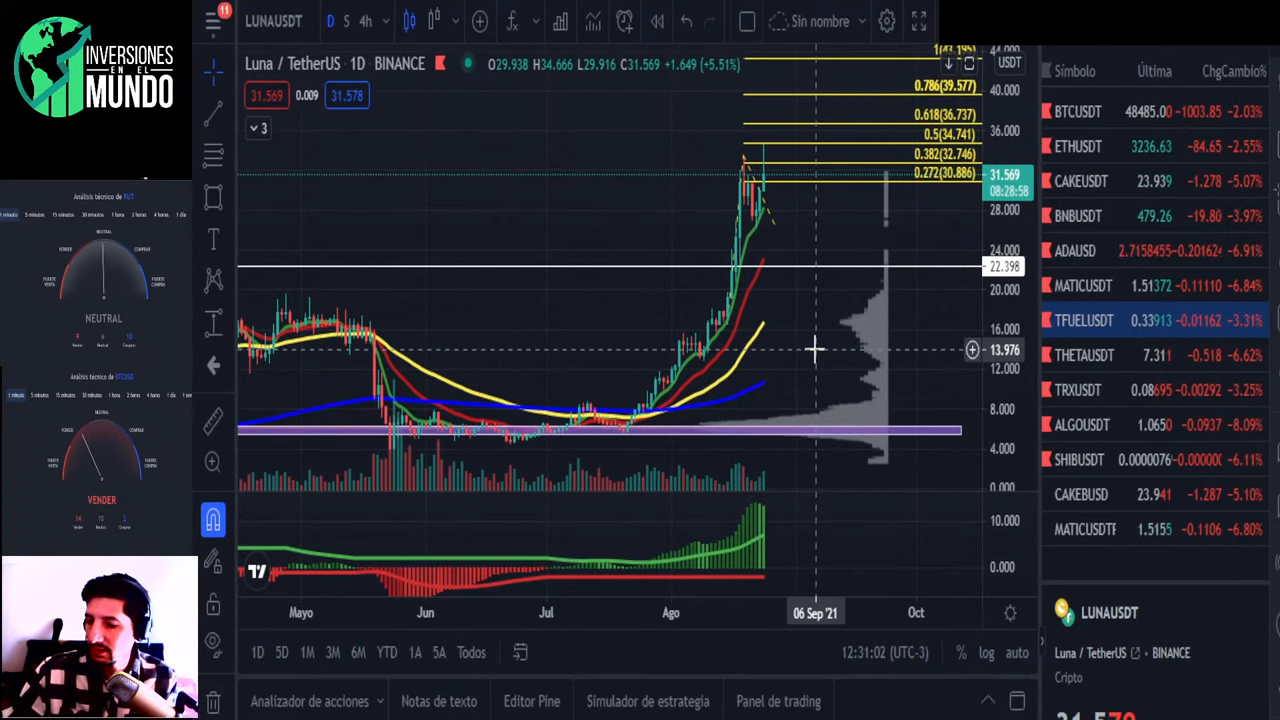 11
LUNAUSDT
D S 4h
Sin nombre
INVERSIONES
EN EL
MUNDO
Luna / TetherUS · 1D · BINANCE
O29.938 H34.666 L29.916 C31.569 +1.649 (+5.51%)
31.569 0.009 31.578
3
1(43.195)
0.786(39.577)
0.618(36.737)
0.5(34.741)
0.382(32.746)
0.272(30.886)
USDT
44.000
40.000
36.000
31.569
08:28:58
28.000
24.000
22.398
20.000
16.000
13.976
12.000
8.000
4.000
0.00
10.000
0.00
Mayo Jun Jul Ago 06 Sep '21 Oct
1D 5D 1M 3M 6M YTD 1A 5A Todos
12:31:02 (UTC-3) % log auto
Analizador de acciones Notas de texto Editor Pine Simulador de estrategia Panel de trading
Símbolo Última ChgCambio%
BTCUSDT 48485.00 -1003.85 -2.03%
ETHUSDT 3236.63 -84.65 -2.55%
CAKEUSDT 23.939 -1.278 -5.07%
BNBUSDT 479.26 -19.80 -3.97%
ADAUSD 2.7158455 -0.20162 -6.91%
MATICUSDT 1.51372 -0.11110 -6.84%
TFUELUSDT 0.33913 -0.01162 -3.31%
THETAUSDT 7.311 -0.518 -6.62%
TRXUSDT 0.08695 -0.00292 -3.25%
ALGOUSDT 1.0650 -0.0937 -8.09%
SHIBUSDT 0.0000076 -0.00000 -6.11%
CAKEBUSD 23.941 -1.287 -5.10%
MATICUSDTF 1.5155 -0.1106 -6.80%
LUNAUSDT
Luna / TetherUS · BINANCE
Cripto
Análisis técnico de RUT
1 minuto 5 minutos 15 minutos 30 minutos 1 hora 2 horas 4 horas 1 día
NEUTRAL
VENDER COMPRAR
FUERTE VENTA FUERTE COMPRA
NEUTRAL
Vender Neutral Comprar
Análisis técnico de BTCUSD
1 minuto 5 minutos 15 minutos 30 minutos 1 hora 2 horas 4 horas 1 día
NEUTRAL
VENDER COMPRAR
FUERTE VENTA FUERTE COMPRA
VENDER
14 10
Vender Neutral Comprar